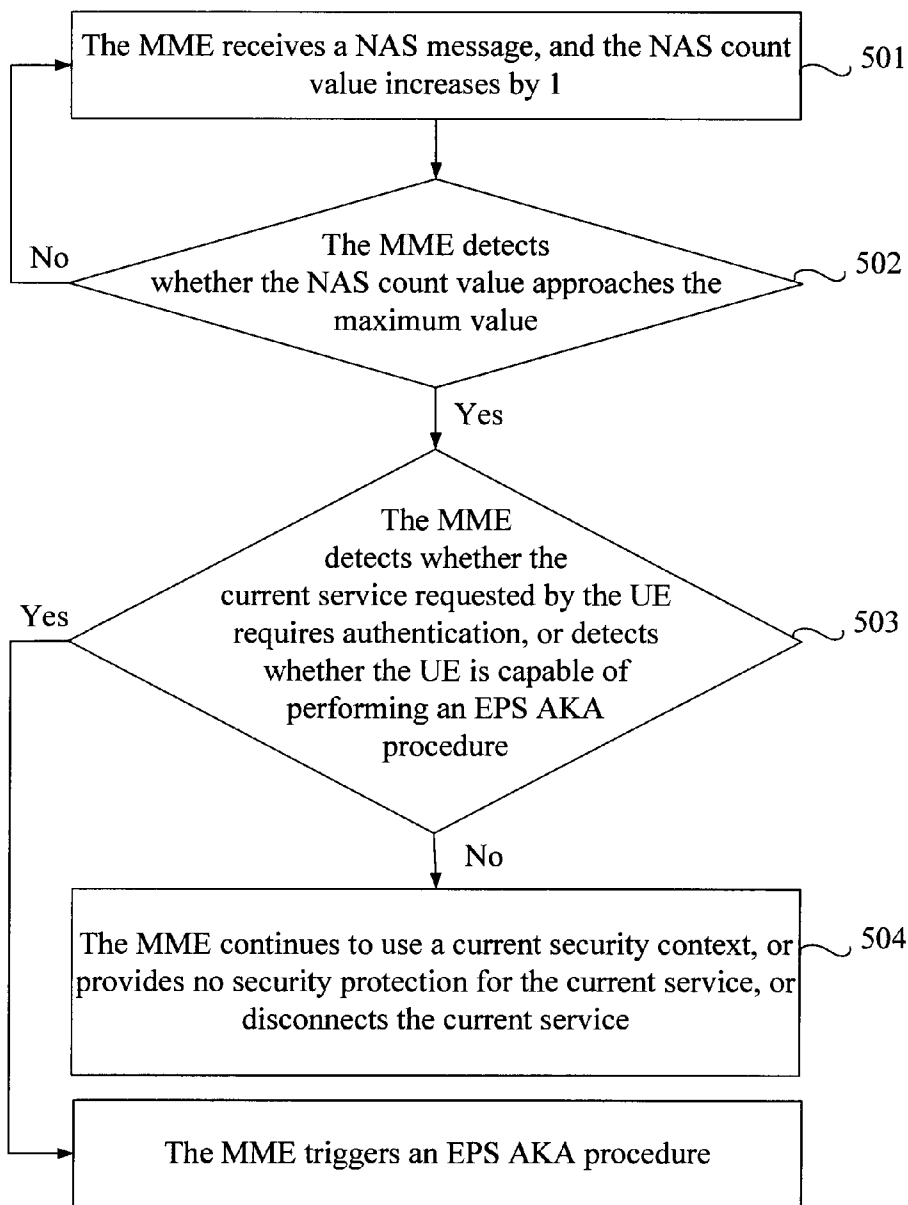 The MME receives a NAS message, and the NAS count
value increases by 1
501
The MME detects
whether the NAS count value approaches the
maximum value
502
No
Yes
The MME
detects whether the
current service requested by the UE
requires authentication, or detects
whether the UE is capable of
performing an EPS AKA
procedure
503
Yes
No
The MME continues to use a current security context, or
provides no security protection for the current service, or
disconnects the current service
504
The MME triggers an EPS AKA procedure